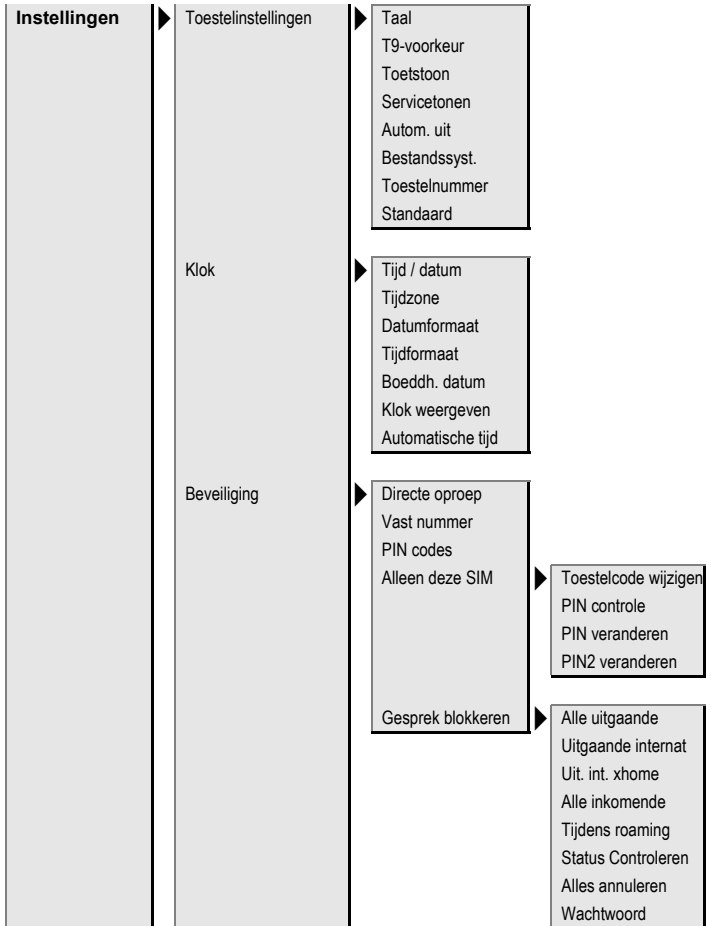 Instellingen
Toestelinstellingen
Taal
T9-voorkeur
Toetstoon
Servicetonen
Autom. uit
Bestandssyst.
Toestelnummer
Standaard
Klok
Tijd / datum
Tijdzone
Datumformaat
Tijdformaat
Boeddh. datum
Klok weergeven
Automatische tijd
Beveiliging
Directe oproep
Vast nummer
PIN codes
Alleen deze SIM
Toestelcode wijzigen
PIN controle
PIN veranderen
PIN2 veranderen
Gesprek blokkeren
Alle uitgaande
Uitgaande internat
Uit. int. xhome
Alle inkomende
Tijdens roaming
Status Controleren
Alles annuleren
Wachtwoord